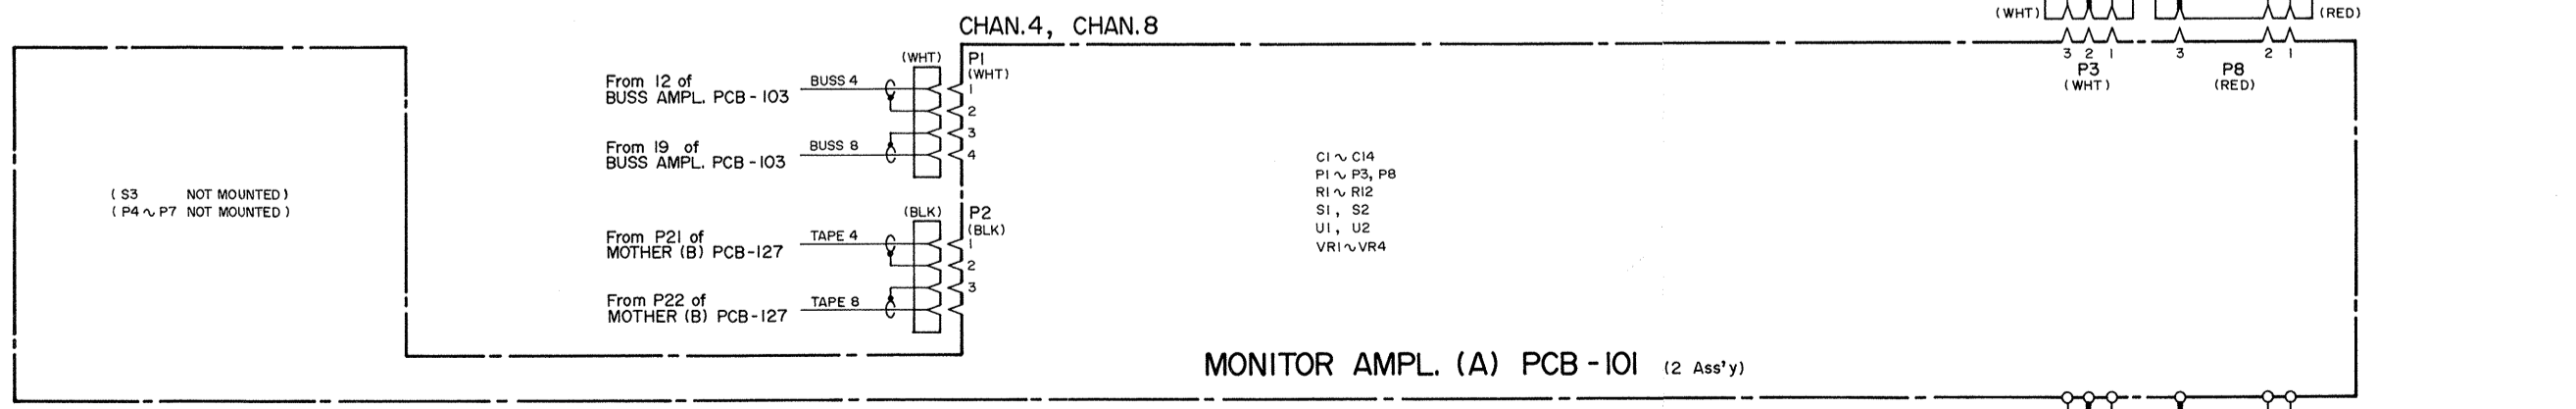 CHAN.4, CHAN.8
(WHT)
(RED)
3 2 1
3 2 1
P3
(WHT)
P8
(RED)
(WHT)
P1
(WHT)
From 12 of
BUSS AMPL. PCB-103
BUSS 4
1
2
3
4
From 19 of
BUSS AMPL. PCB-103
BUSS 8
(S3 NOT MOUNTED)
(P4~P7 NOT MOUNTED)
(BLK)
P2
(BLK)
From P21 of
MOTHER (B) PCB-127
TAPE 4
1
2
3
From P22 of
MOTHER (B) PCB-127
TAPE 8
C1~C14
P1~P3, P8
R1~R12
S1, S2
U1, U2
VR1~VR4
MONITOR AMPL. (A) PCB-101 (2 Ass'y)